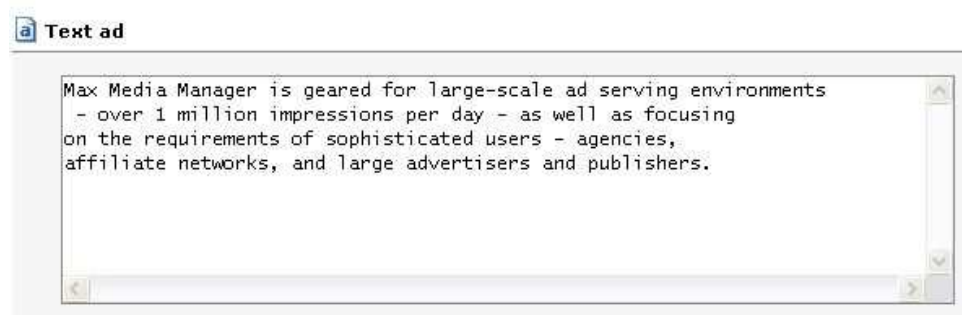 Text ad
Max Media Manager is geared for large-scale ad serving environments
 - over 1 million impressions per day - as well as focusing
on the requirements of sophisticated users - agencies,
affiliate networks, and large advertisers and publishers.